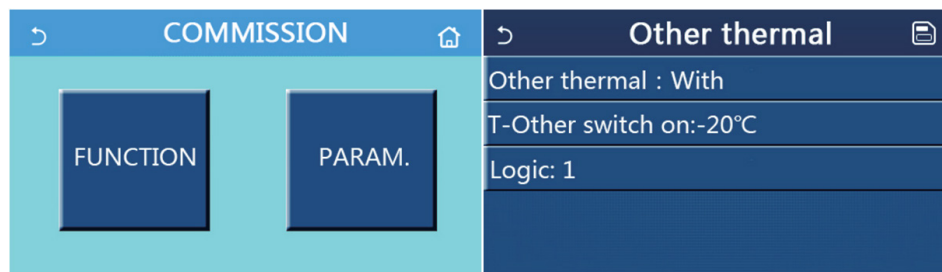 COMMISSION
FUNCTION
PARAM.
Other thermal
Other thermal : With
T-Other switch on:-20℃
Logic: 1